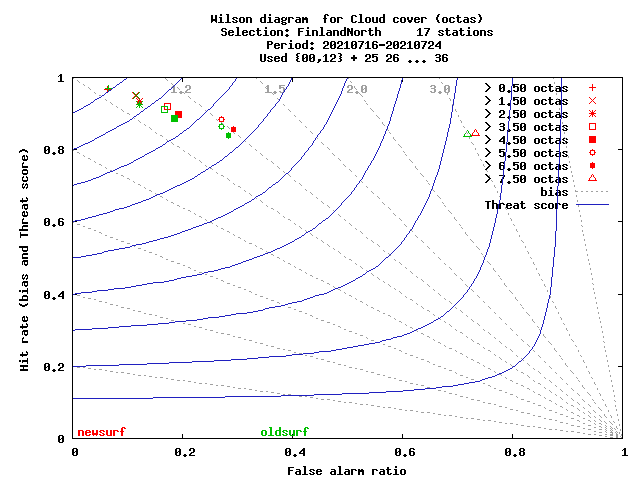 Wilson diagram  for Cloud cover (octas)
Selection: FinlandNorth     17 stations
Period: 20210716-20210724
Used {00,12} + 25 26 ... 36
1
0.8
0.6
0.4
0.2
0
Hit rate (bias and Threat score)
1.2
1.5
2.0
3.0
> 0.50 octas
> 1.50 octas
> 2.50 octas
> 3.50 octas
> 4.50 octas
> 5.50 octas
> 6.50 octas
> 7.50 octas
bias
Threat score
newsurf
oldsurf
0
0.2
0.4
0.6
0.8
1
False alarm ratio